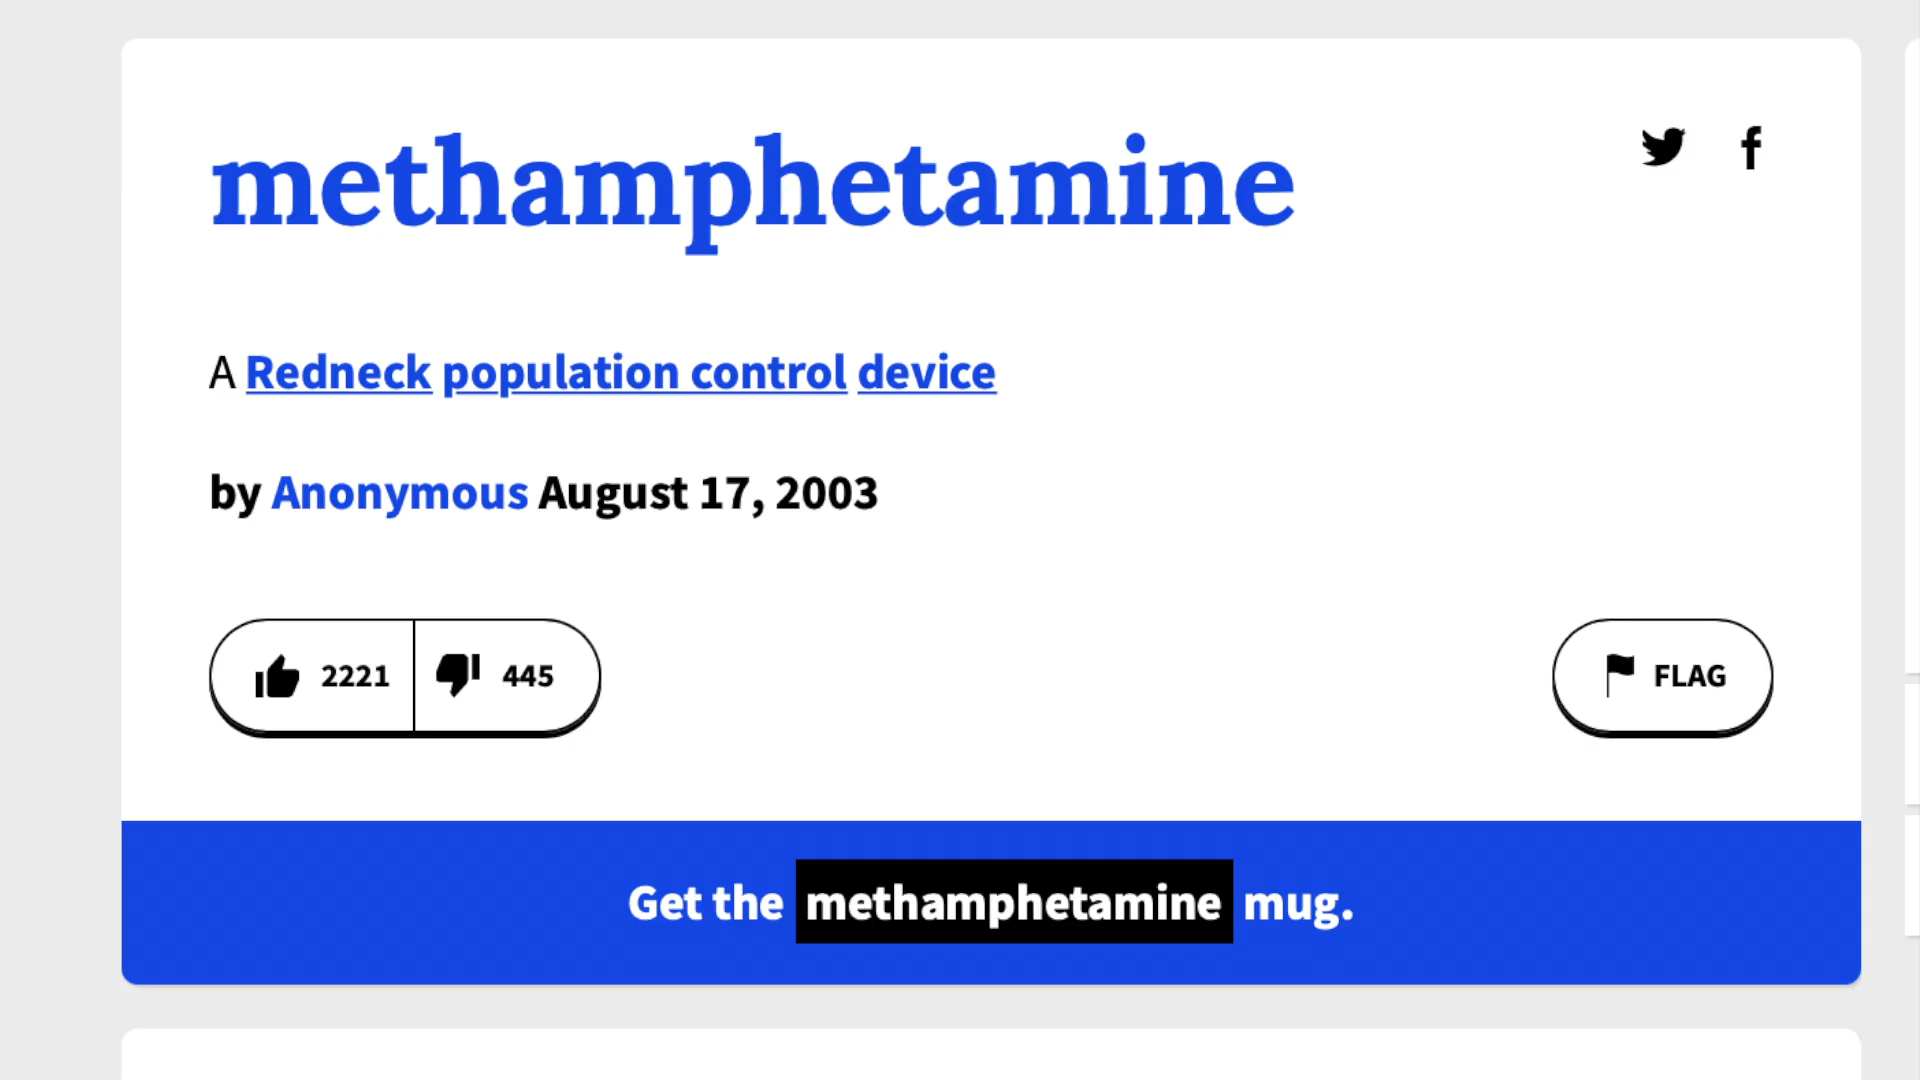 methamphetamine
A Redneck population control device
by Anonymous August 17, 2003
2221 445 FLAG
Get the methamphetamine mug.